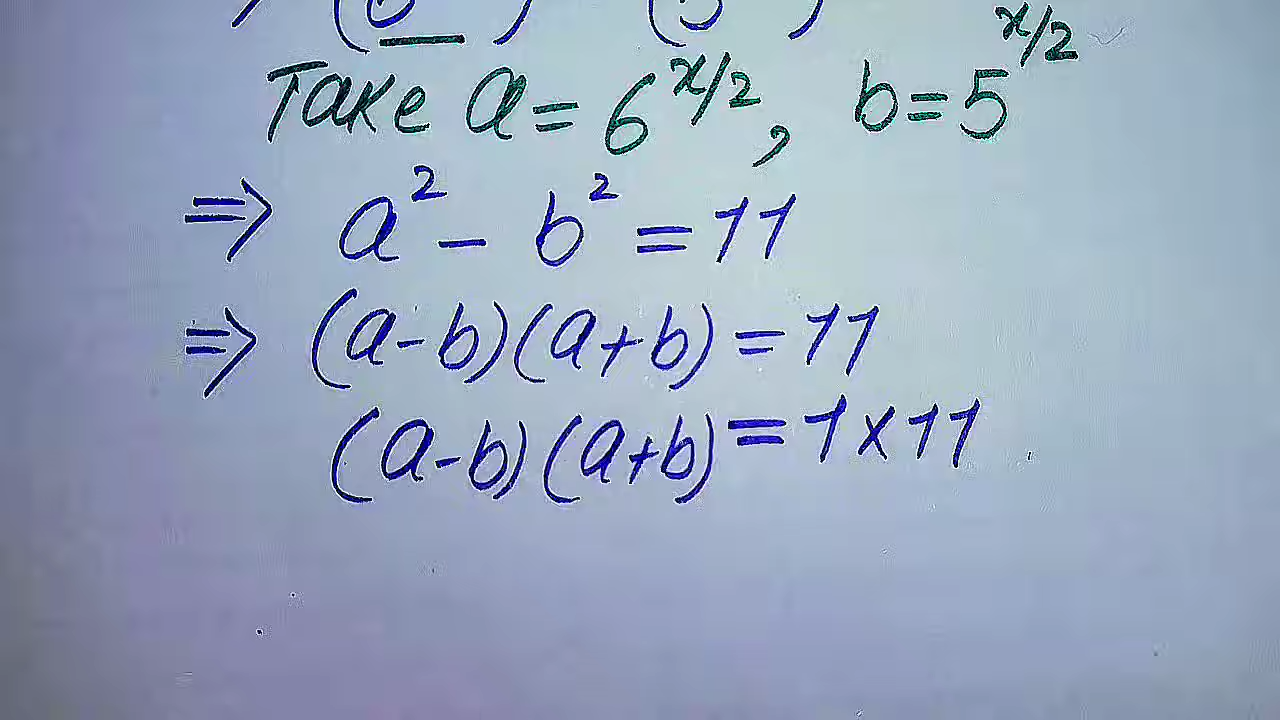 Take a = 6^{x/2}, b = 5^{x/2}
⇒ a² - b² = 11
⇒ (a-b)(a+b) = 11
(a-b)(a+b) = 1×11